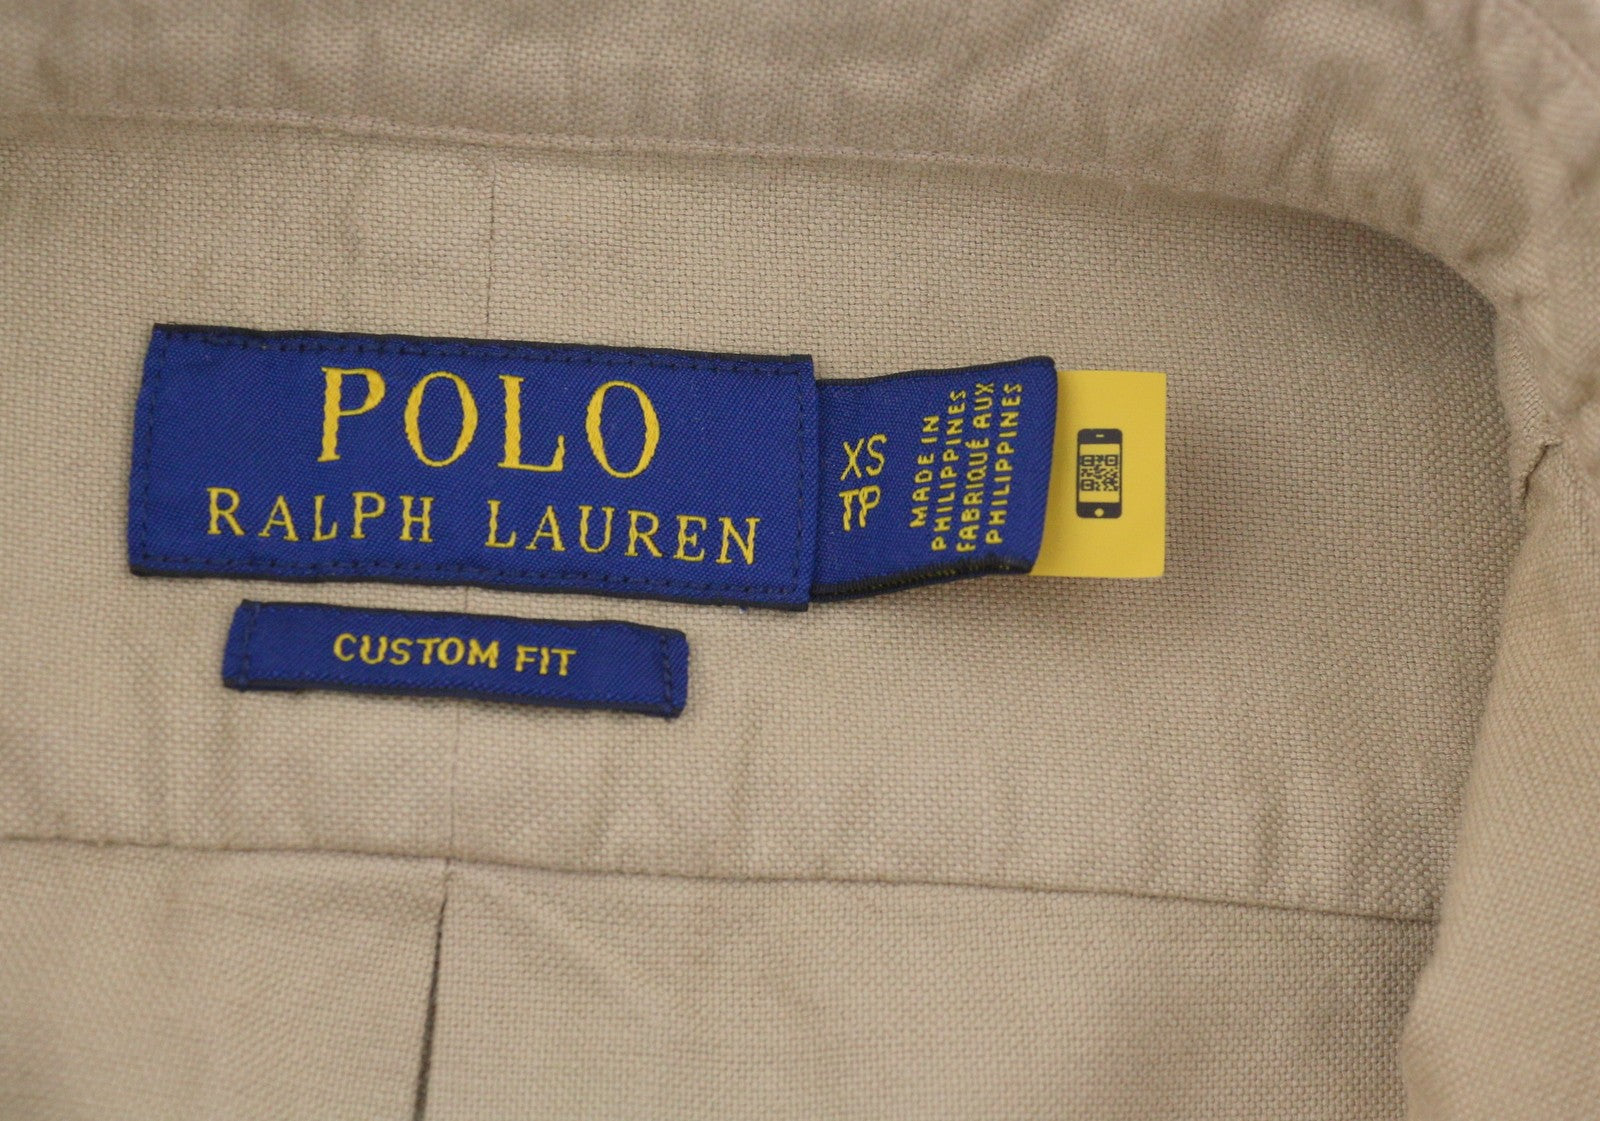 POLO
RALPH LAUREN
CUSTOM FIT
XS
TP
MADE IN
PHILIPPINES
FABRIQUÉ AUX
PHILIPPINES